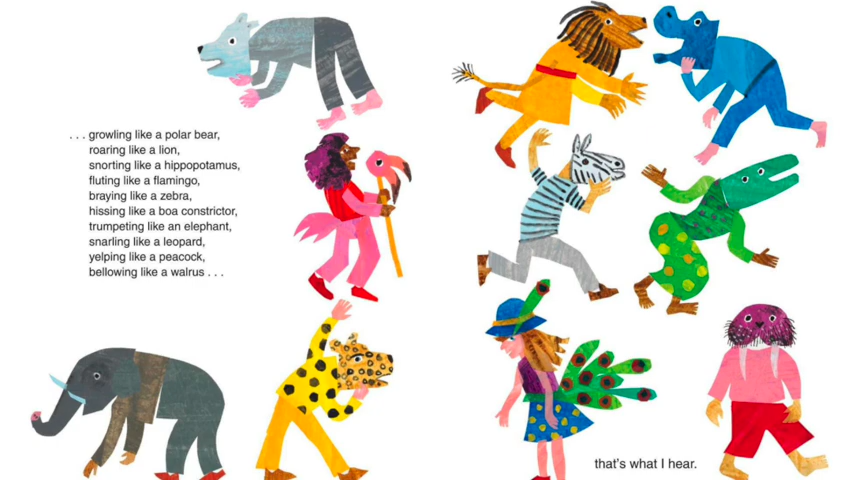 . . . growling like a polar bear,
roaring like a lion,
snorting like a hippopotamus,
fluting like a flamingo,
braying like a zebra,
hissing like a boa constrictor,
trumpeting like an elephant,
snarling like a leopard,
yelping like a peacock,
bellowing like a walrus . . .
that's what I hear.